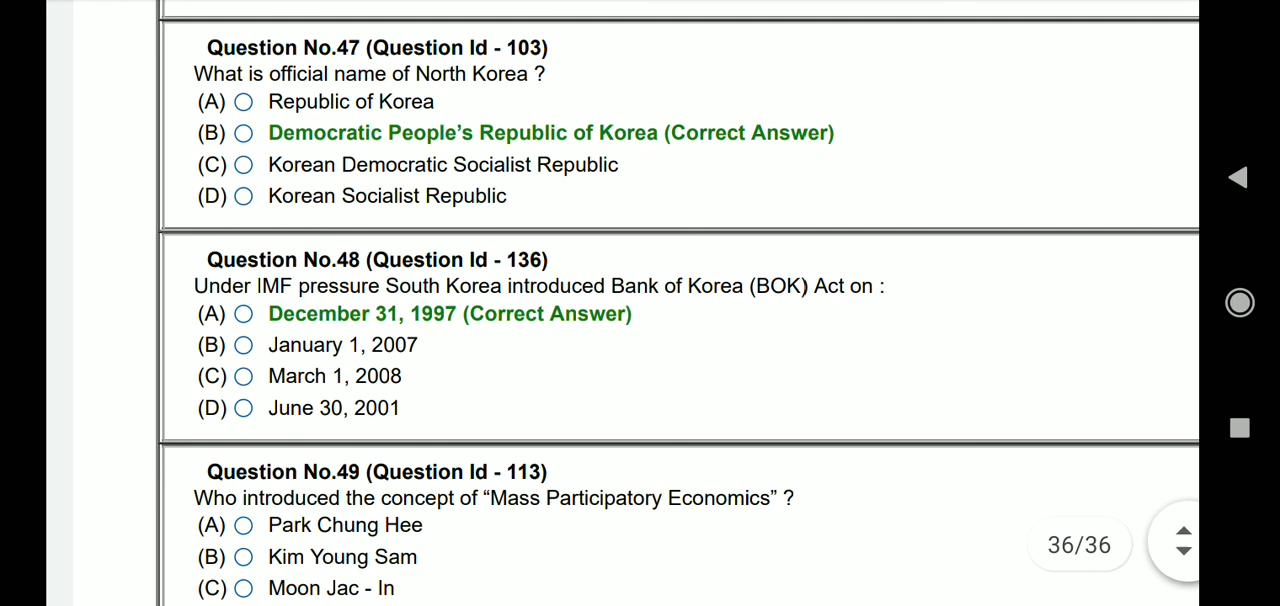 Question No.47 (Question Id - 103)
What is official name of North Korea ?
(A) Republic of Korea
(B) Democratic People’s Republic of Korea (Correct Answer)
(C) Korean Democratic Socialist Republic
(D) Korean Socialist Republic
Question No.48 (Question Id - 136)
Under IMF pressure South Korea introduced Bank of Korea (BOK) Act on :
(A) December 31, 1997 (Correct Answer)
(B) January 1, 2007
(C) March 1, 2008
(D) June 30, 2001
Question No.49 (Question Id - 113)
Who introduced the concept of “Mass Participatory Economics” ?
(A) Park Chung Hee
(B) Kim Young Sam
(C) Moon Jac - In
36/36